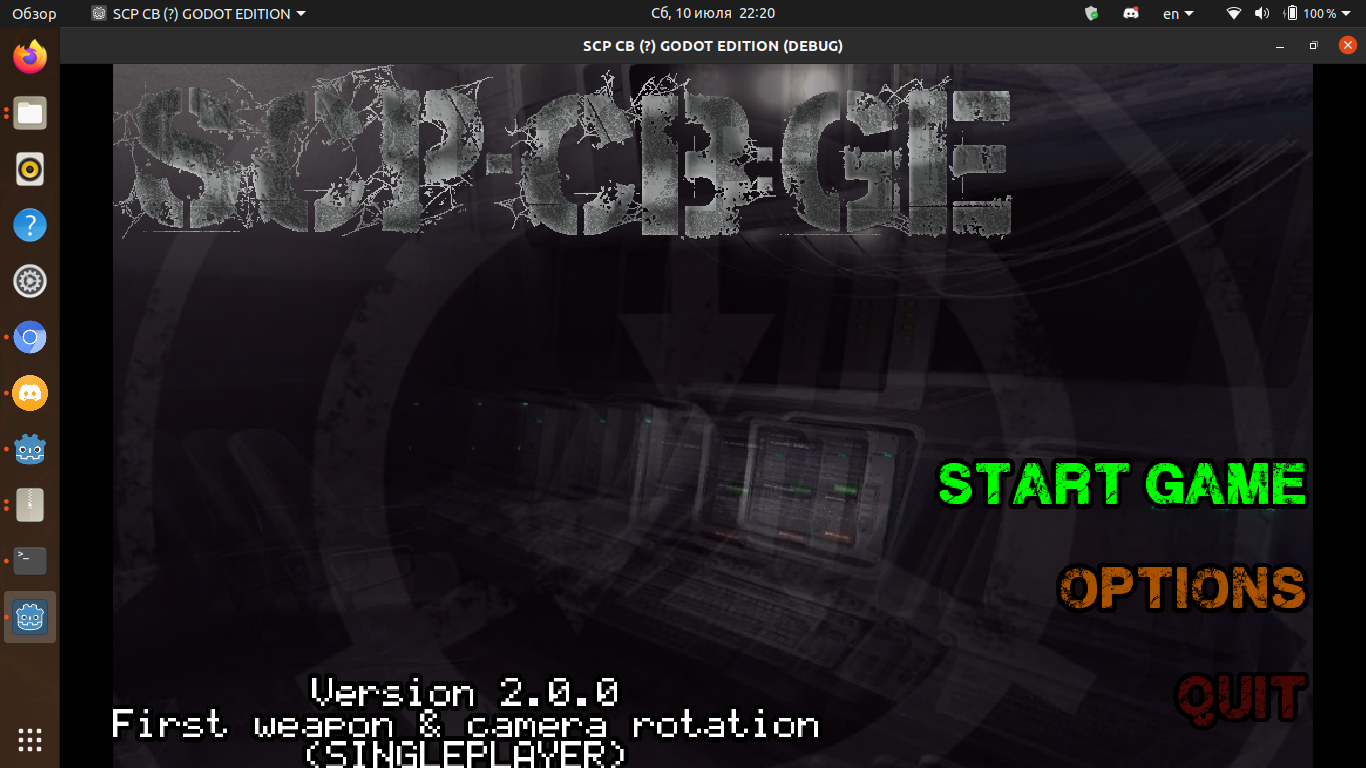 Обзор
SCP CB (?) GODOT EDITION
Сб, 10 июля 22:20
en
100 %
SCP CB (?) GODOT EDITION (DEBUG)
SCP-CB:GE
START GAME
OPTIONS
QUIT
Version 2.0.0
First weapon & camera rotation
(SINGLEPLAYER)